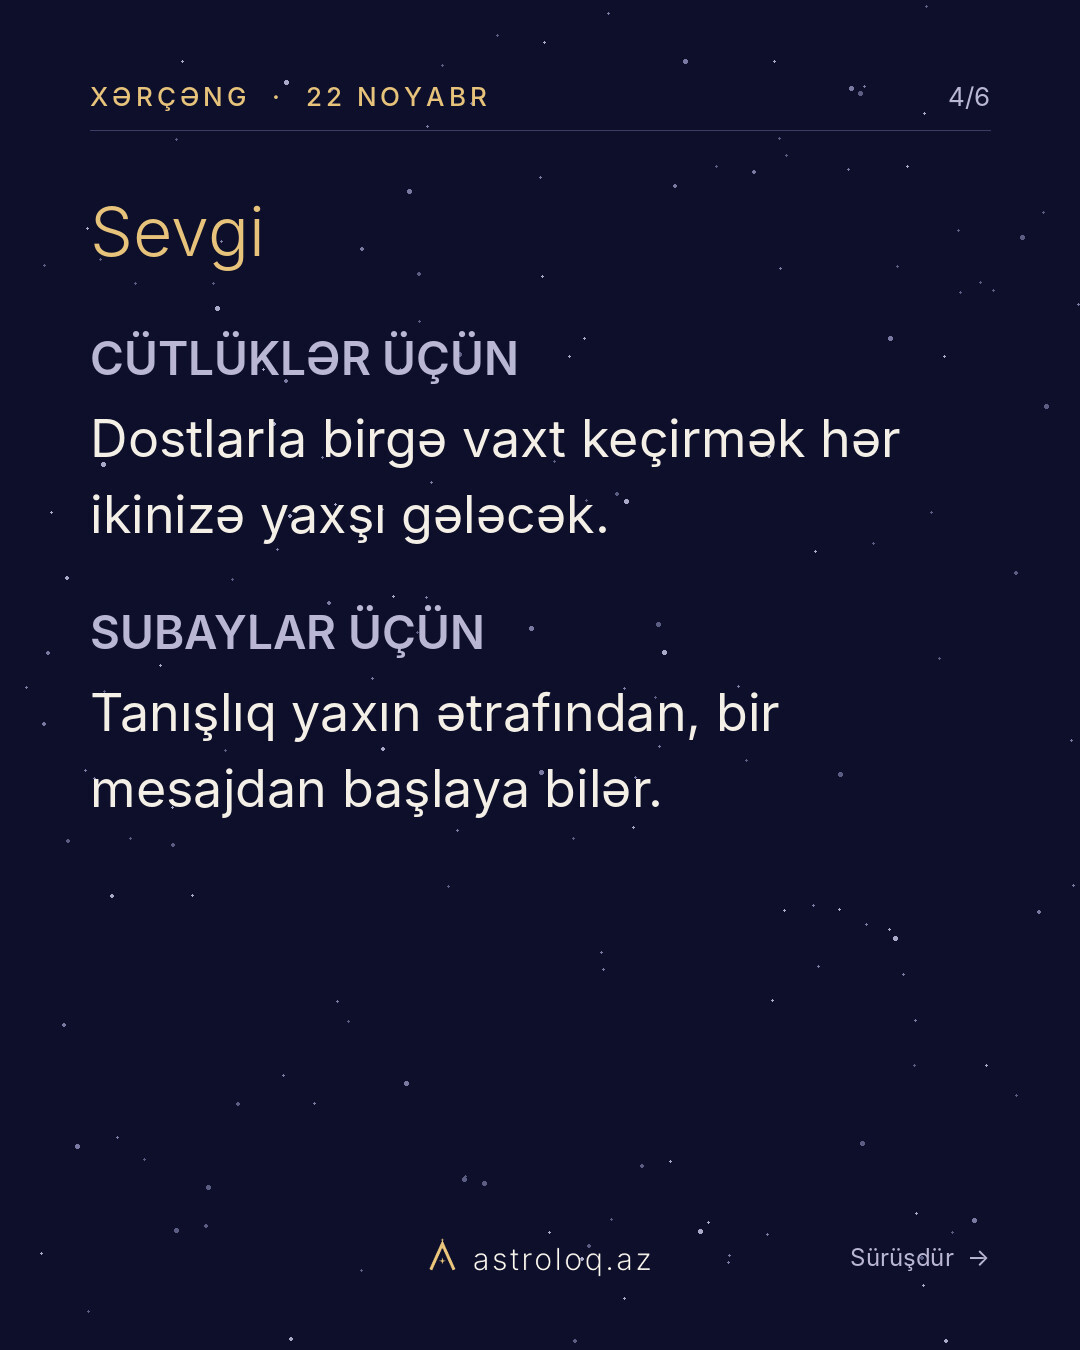 XƏRÇƏNG · 22 NOYABR 4/6
Sevgi
CÜTLÜKLƏR ÜÇÜN
Dostlarla birgə vaxt keçirmək hər
ikinizə yaxşı gələcək.
SUBAYLAR ÜÇÜN
Tanışlıq yaxın ətrafından, bir
mesajdan başlaya bilər.
astroloq.az Sürüşdür →